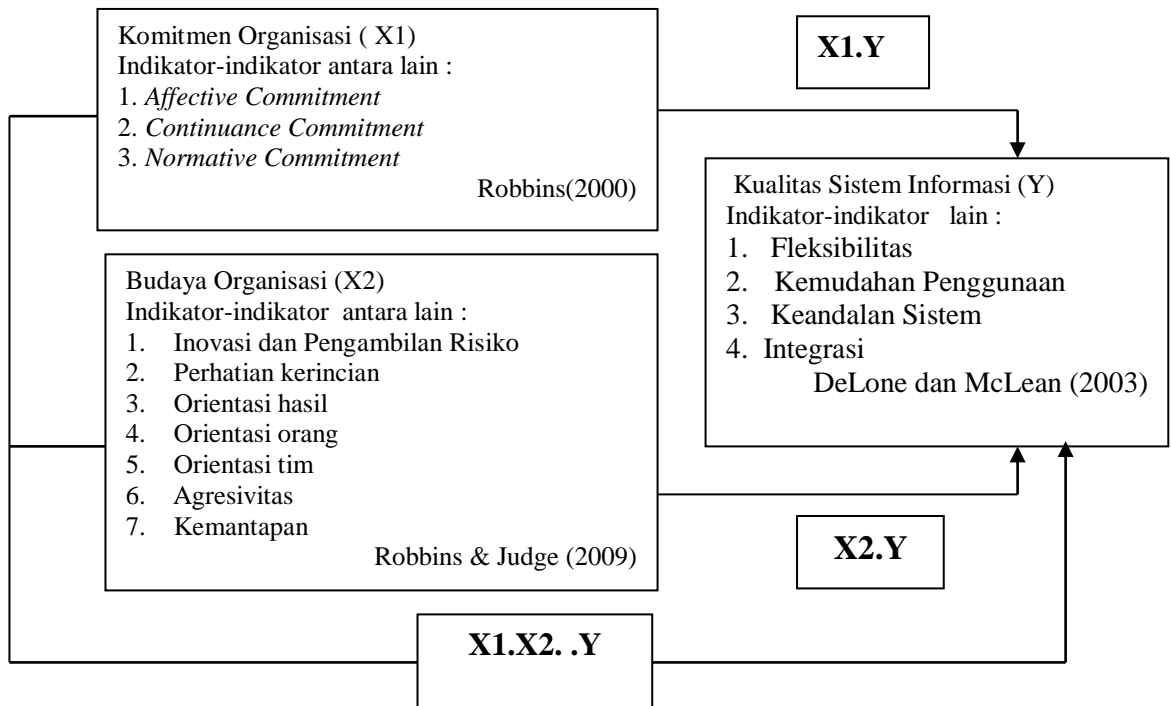 Komitmen Organisasi ( X1)
Indikator-indikator antara lain :
1. Affective Commitment
2. Continuance Commitment
3. Normative Commitment
Robbins(2000)
X1.Y
Budaya Organisasi (X2)
Indikator-indikator antara lain :
1. Inovasi dan Pengambilan Risiko
2. Perhatian kerincian
3. Orientasi hasil
4. Orientasi orang
5. Orientasi tim
6. Agresivitas
7. Kemantapan
Robbins & Judge (2009)
Kualitas Sistem Informasi (Y)
Indikator-indikator lain :
1. Fleksibilitas
2. Kemudahan Penggunaan
3. Keandalan Sistem
4. Integrasi
DeLone dan McLean (2003)
X2.Y
X1.X2. .Y